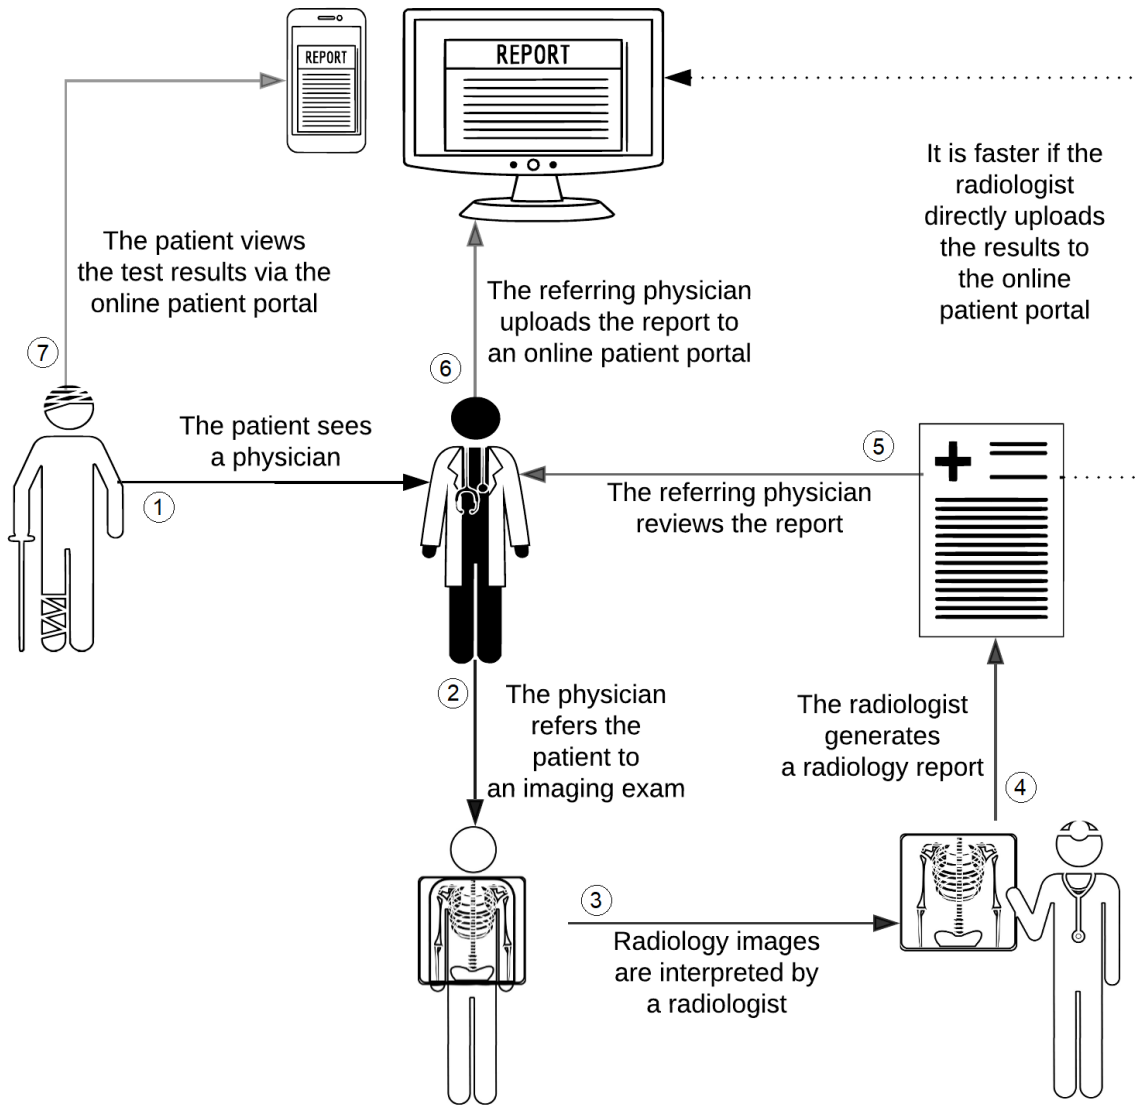 REPORT
REPORT
It is faster if the
radiologist
directly uploads
the results to
the online
patient portal
The patient views
the test results via the
online patient portal
7
The referring physician
uploads the report to
an online patient portal
6
The patient sees
a physician
1
5
The referring physician
reviews the report
2
The physician
refers the
patient to
an imaging exam
The radiologist
generates
a radiology report
4
3
Radiology images
are interpreted by
a radiologist